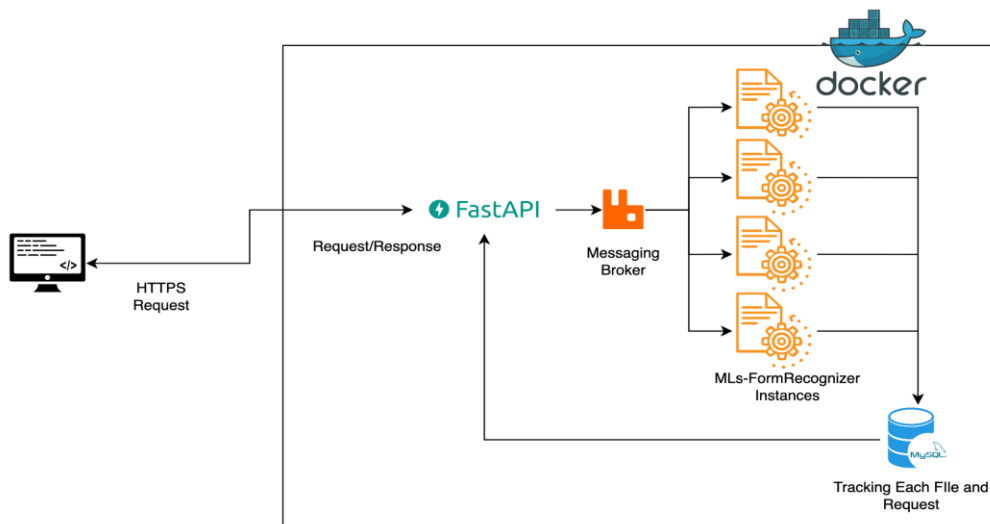 docker
FastAPI
Request/Response
Messaging
Broker
</>
HTTPS
Request
MLs-FormRecognizer
Instances
MySQL
Tracking Each FIle and
Request